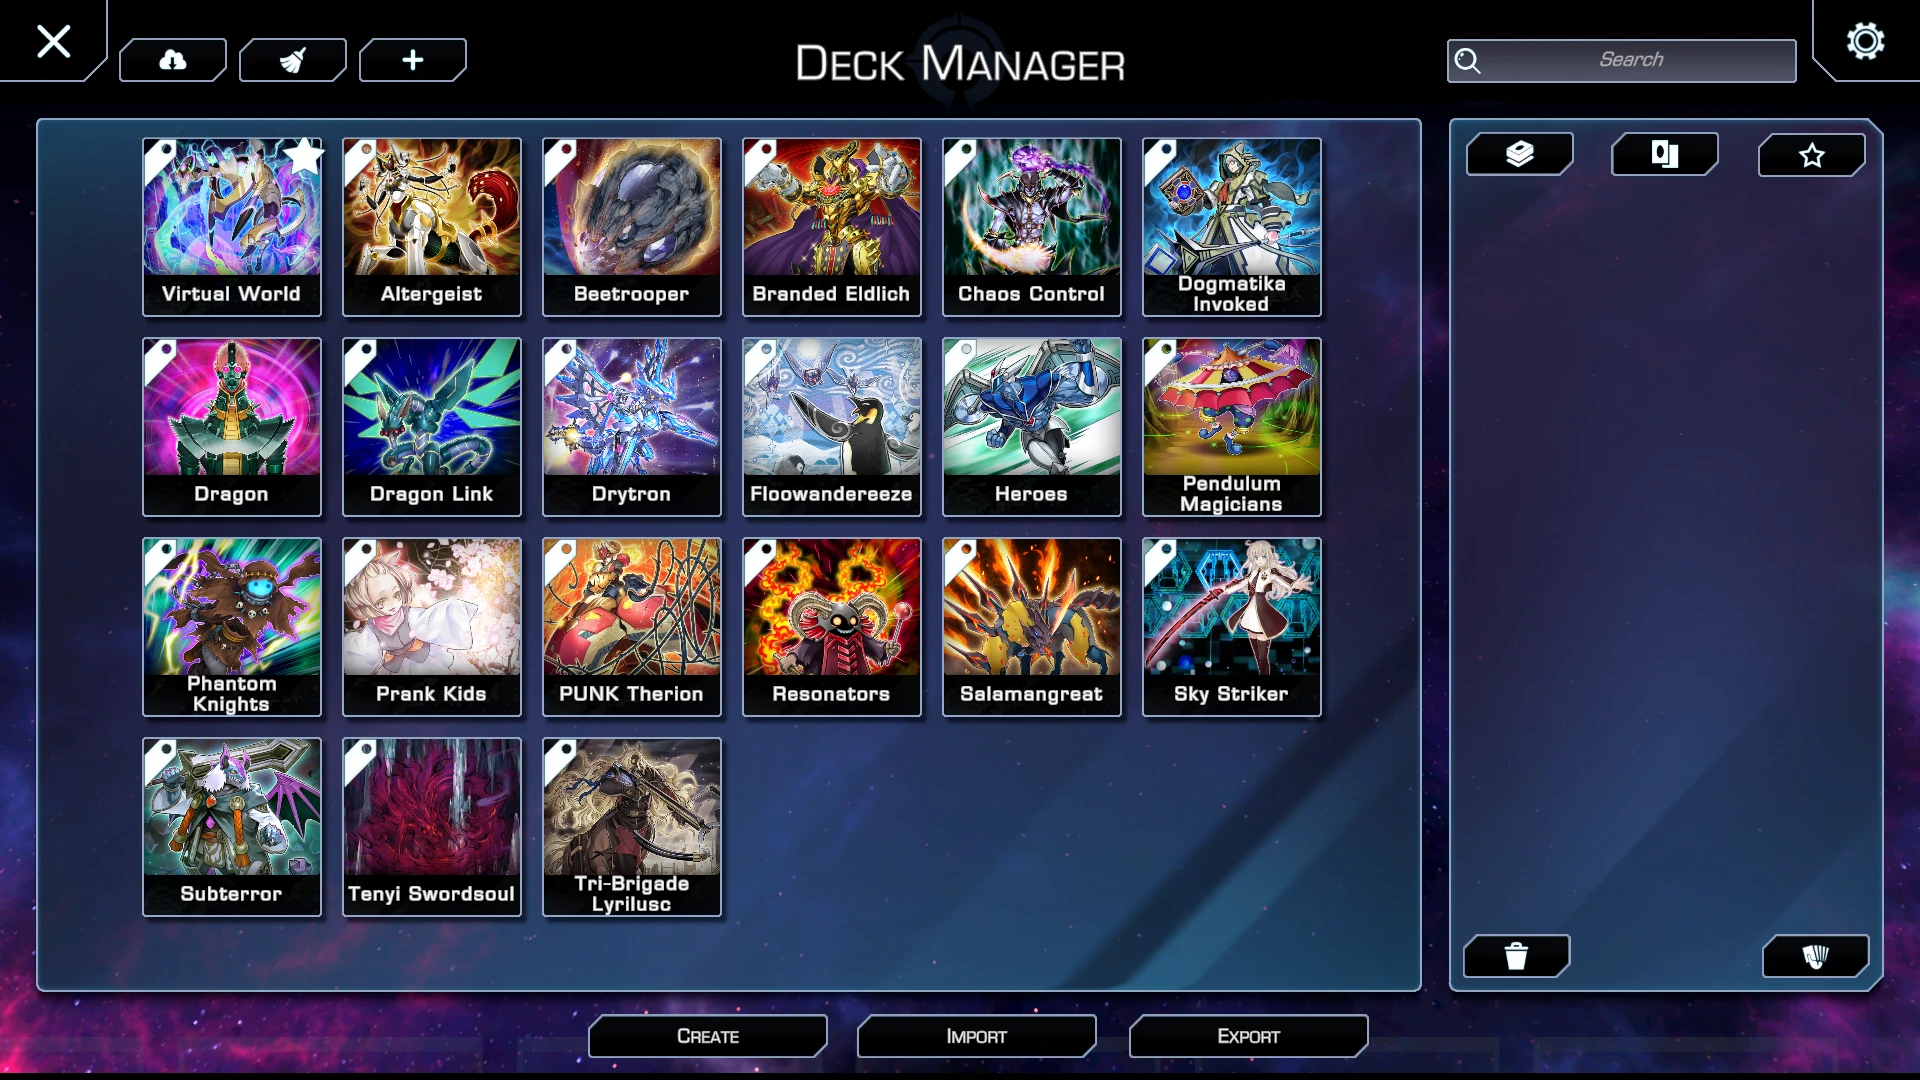 DECK MANAGER
Search
Virtual World
Altergeist
Beetrooper
Branded Eldlich
Chaos Control
Dogmatika
Invoked
Dragon
Dragon Link
Drytron
Floowandereeze
Heroes
Pendulum
Magicians
Phantom
Knights
Prank Kids
PUNK Therion
Resonators
Salamangreat
Sky Striker
Subterror
Tenyi Swordsoul
Tri-Brigade
Lyrilusc
CREATE
IMPORT
EXPORT